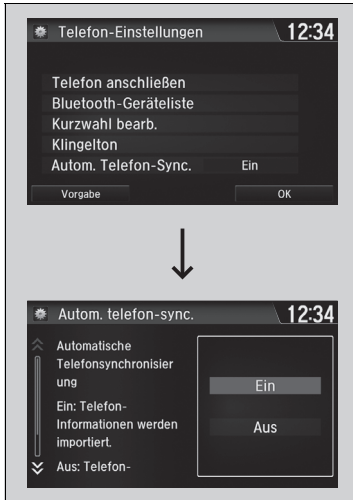 Telefon-Einstellungen 12:34
Telefon anschließen
Bluetooth-Geräteliste
Kurzwahl bearb.
Klingelton
Autom. Telefon-Sync. Ein
Vorgabe OK
Autom. telefon-sync. 12:34
Automatische
Telefonsynchronisier
ung
Ein: Telefon-
Informationen werden
importiert.
Aus: Telefon-
Ein
Aus